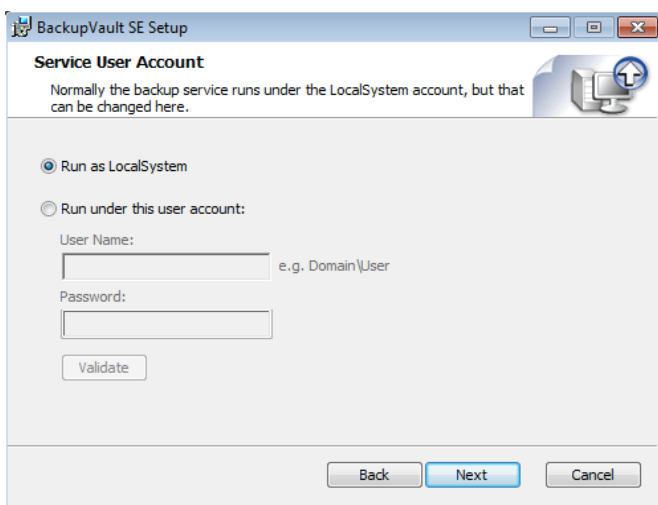 BackupVault SE Setup
Service User Account
Normally the backup service runs under the LocalSystem account, but that
can be changed here.
Run as LocalSystem
Run under this user account:
User Name:
e.g. Domain\User
Password:
Validate
Back Next Cancel